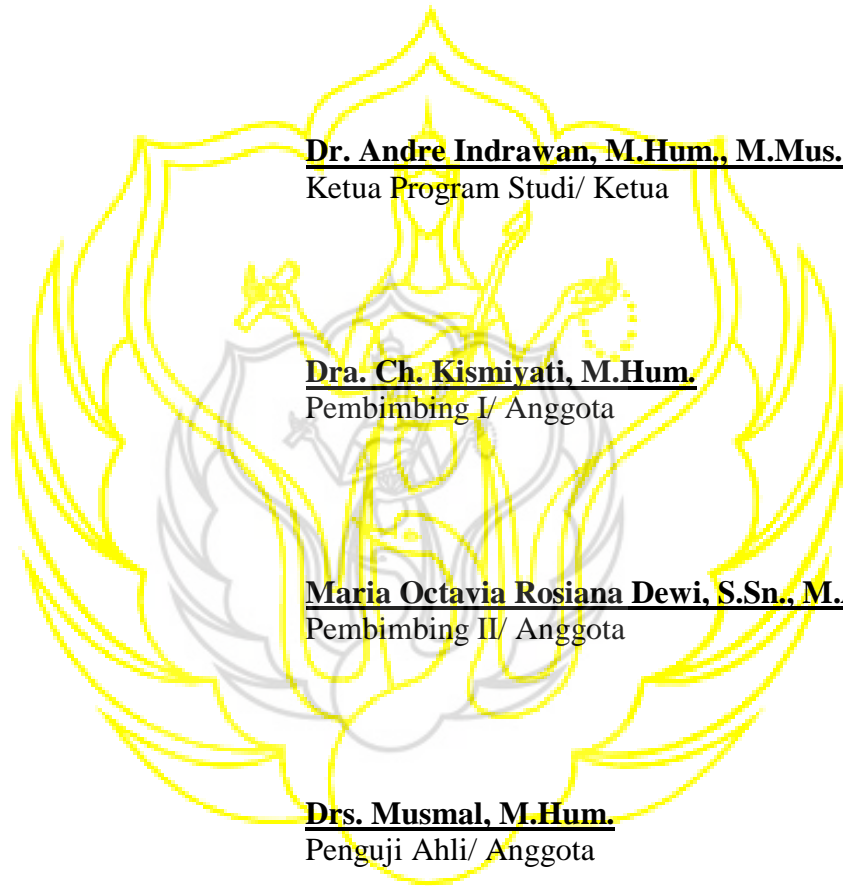 Dr. Andre Indrawan, M.Hum., M.Mus.
Ketua Program Studi/ Ketua
Dra. Ch. Kismiyati, M.Hum.
Pembimbing I/ Anggota
Maria Octavia Rosiana Dewi, S.Sn., M.
Pembimbing II/ Anggota
Drs. Musmal, M.Hum.
Penguji Ahli/ Anggota